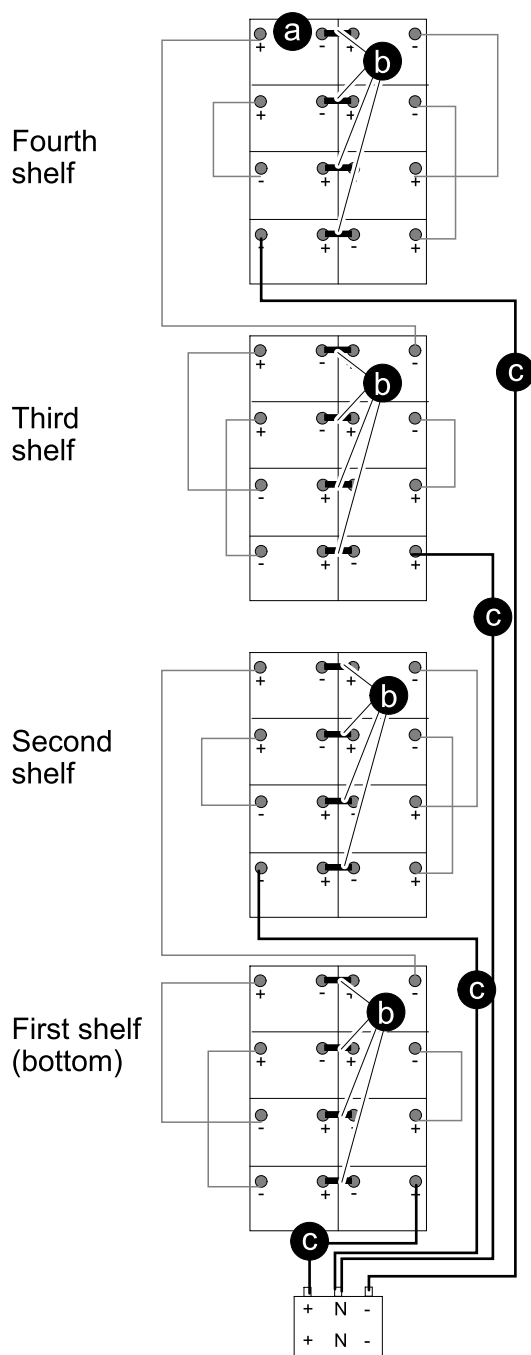 a
+ - + -
b
+ - + -
Fourth
shelf
- + +
- + - +
c
+ - -
b
Third
shelf
+ - + -
- + +
- + - +
c
+ - + -
b
Second
shelf
+ - + -
- + - +
- + - +
c
+ - + -
b
First shelf
(bottom)
+ - + -
- + +
- + - +
c
+ N -
+ N -